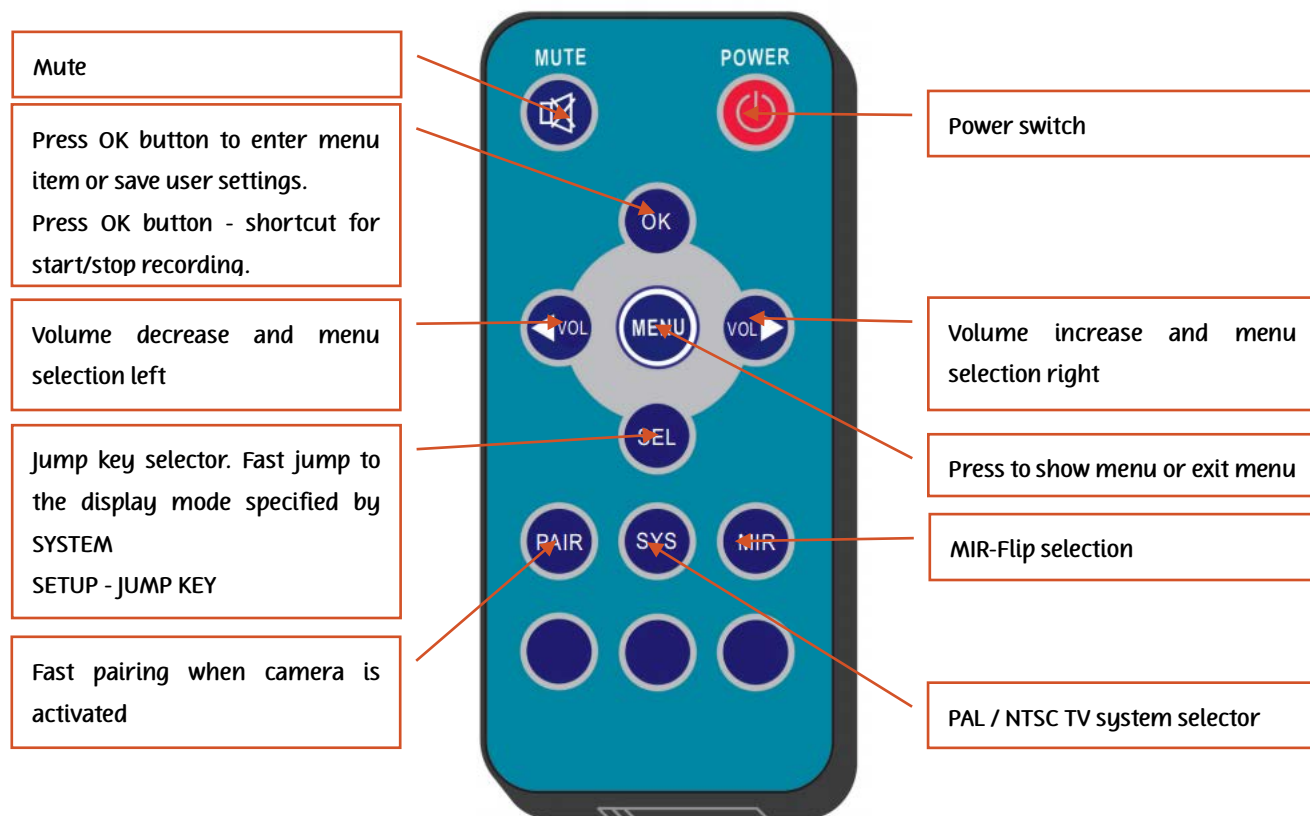 MUTE
POWER
OK
VOL
MENU
VOL
SEL
PAIR
SYS
MIR
Mute
Press OK button to enter menu
item or save user settings.
Press OK button - shortcut for
start/stop recording.
Volume decrease and menu
selection left
Jump key selector. Fast jump to
the display mode specified by
SYSTEM
SETUP - JUMP KEY
Fast pairing when camera is
activated
Power switch
Volume increase and menu
selection right
Press to show menu or exit menu
MIR-Flip selection
PAL / NTSC TV system selector